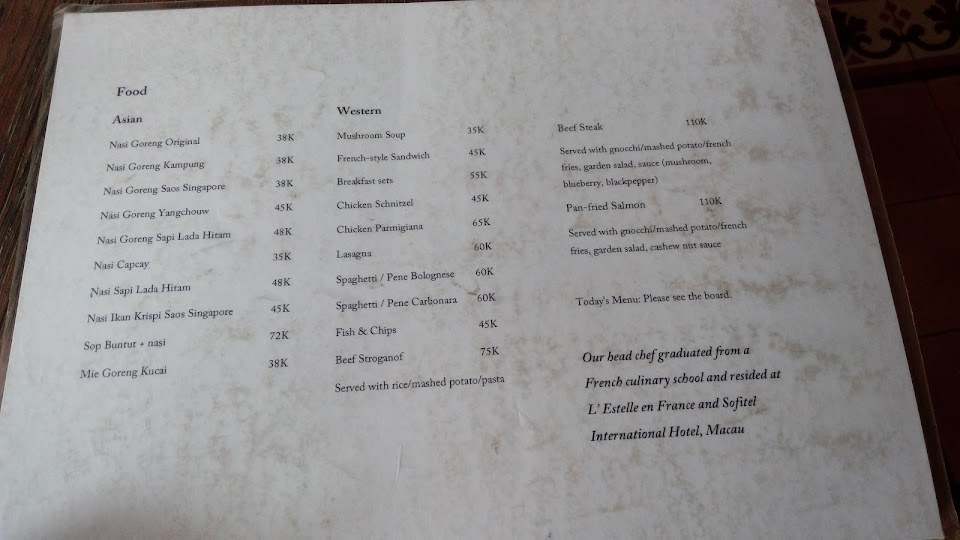 Food
Asian
Nasi Goreng Original 38K
Nasi Goreng Kampung 38K
Nasi Goreng Saos Singapore 38K
Nasi Goreng Yangchouw 45K
Nasi Goreng Sapi Lada Hitam 48K
Nasi Capcay 35K
Nasi Sapi Lada Hitam 48K
Nasi Ikan Krispi Saos Singapore 45K
Sop Buntut + nasi 72K
Mie Goreng Kucai 38K
Western
Mushroom Soup 35K
French-style Sandwich 45K
Breakfast sets 55K
Chicken Schnitzel 45K
Chicken Parmigiana 65K
Lasagna 60K
Spaghetti / Pene Bolognese 60K
Spaghetti / Pene Carbonara 60K
Fish & Chips 45K
Beef Stroganof 75K
Served with rice/mashed potato/pasta
Beef Steak 110K
Served with gnocchi/mashed potato/french
fries, garden salad, sauce (mushroom,
blueberry, blackpepper)
Pan-fried Salmon 110K
Served with gnocchi/mashed potato/french
fries, garden salad, cashew nut sauce
Today's Menu: Please see the board.
Our head chef graduated from a
French culinary school and resided at
L' Estelle en France and Sofitel
International Hotel, Macau